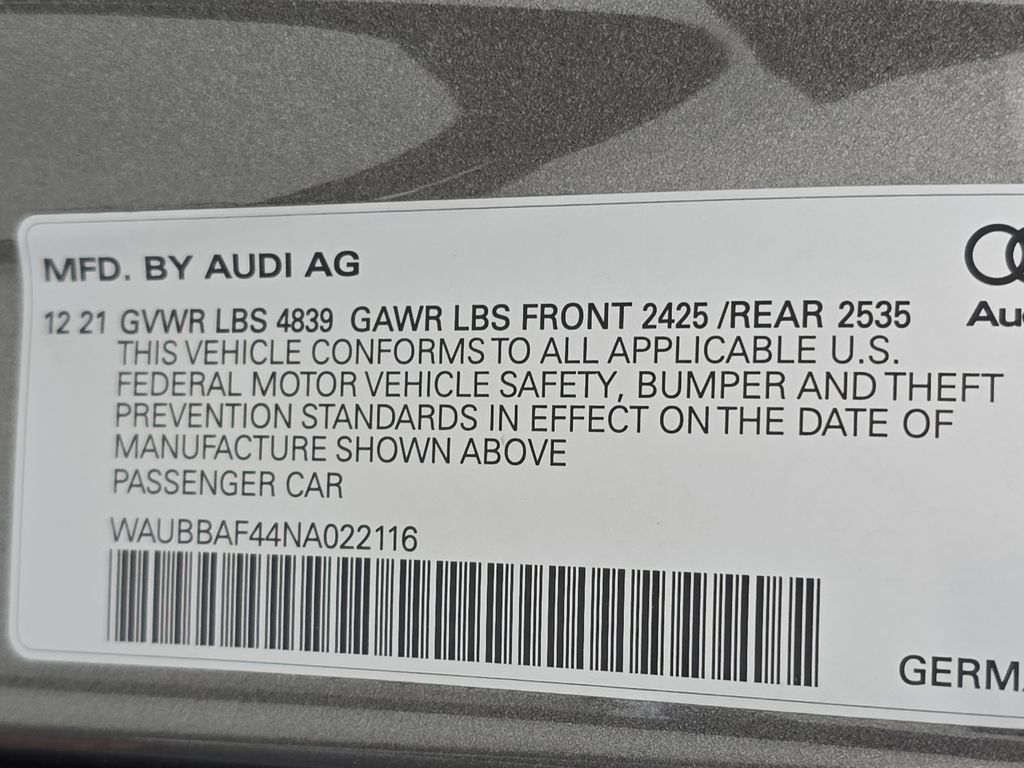 MFD. BY AUDI AG
12 21 GVWR LBS 4839 GAWR LBS FRONT 2425 /REAR 2535
THIS VEHICLE CONFORMS TO ALL APPLICABLE U.S.
FEDERAL MOTOR VEHICLE SAFETY, BUMPER AND THEFT
PREVENTION STANDARDS IN EFFECT ON THE DATE OF
MANUFACTURE SHOWN ABOVE
PASSENGER CAR
WAUBBAF44NA022116